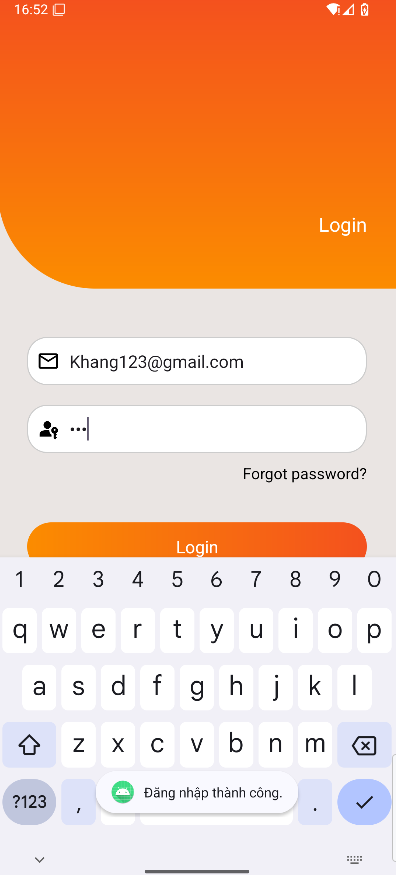 16:52
Login
Khang123@gmail.com
•••
Forgot password?
Login
1 2 3 4 5 6 7 8 9 0
q w e r t y u i o p
a s d f g h j k l
z x c v b n m
?123 , .
Đăng nhập thành công.